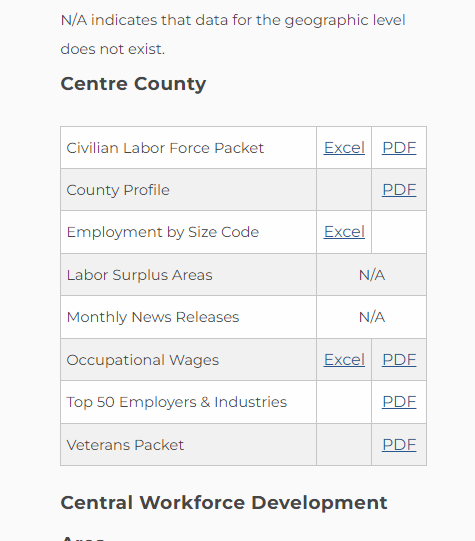 N/A indicates that data for the geographic level
does not exist.
Centre County
Civilian Labor Force Packet Excel PDF
County Profile PDF
Employment by Size Code Excel
Labor Surplus Areas N/A
Monthly News Releases N/A
Occupational Wages Excel PDF
Top 50 Employers & Industries PDF
Veterans Packet PDF
Central Workforce Development
Area